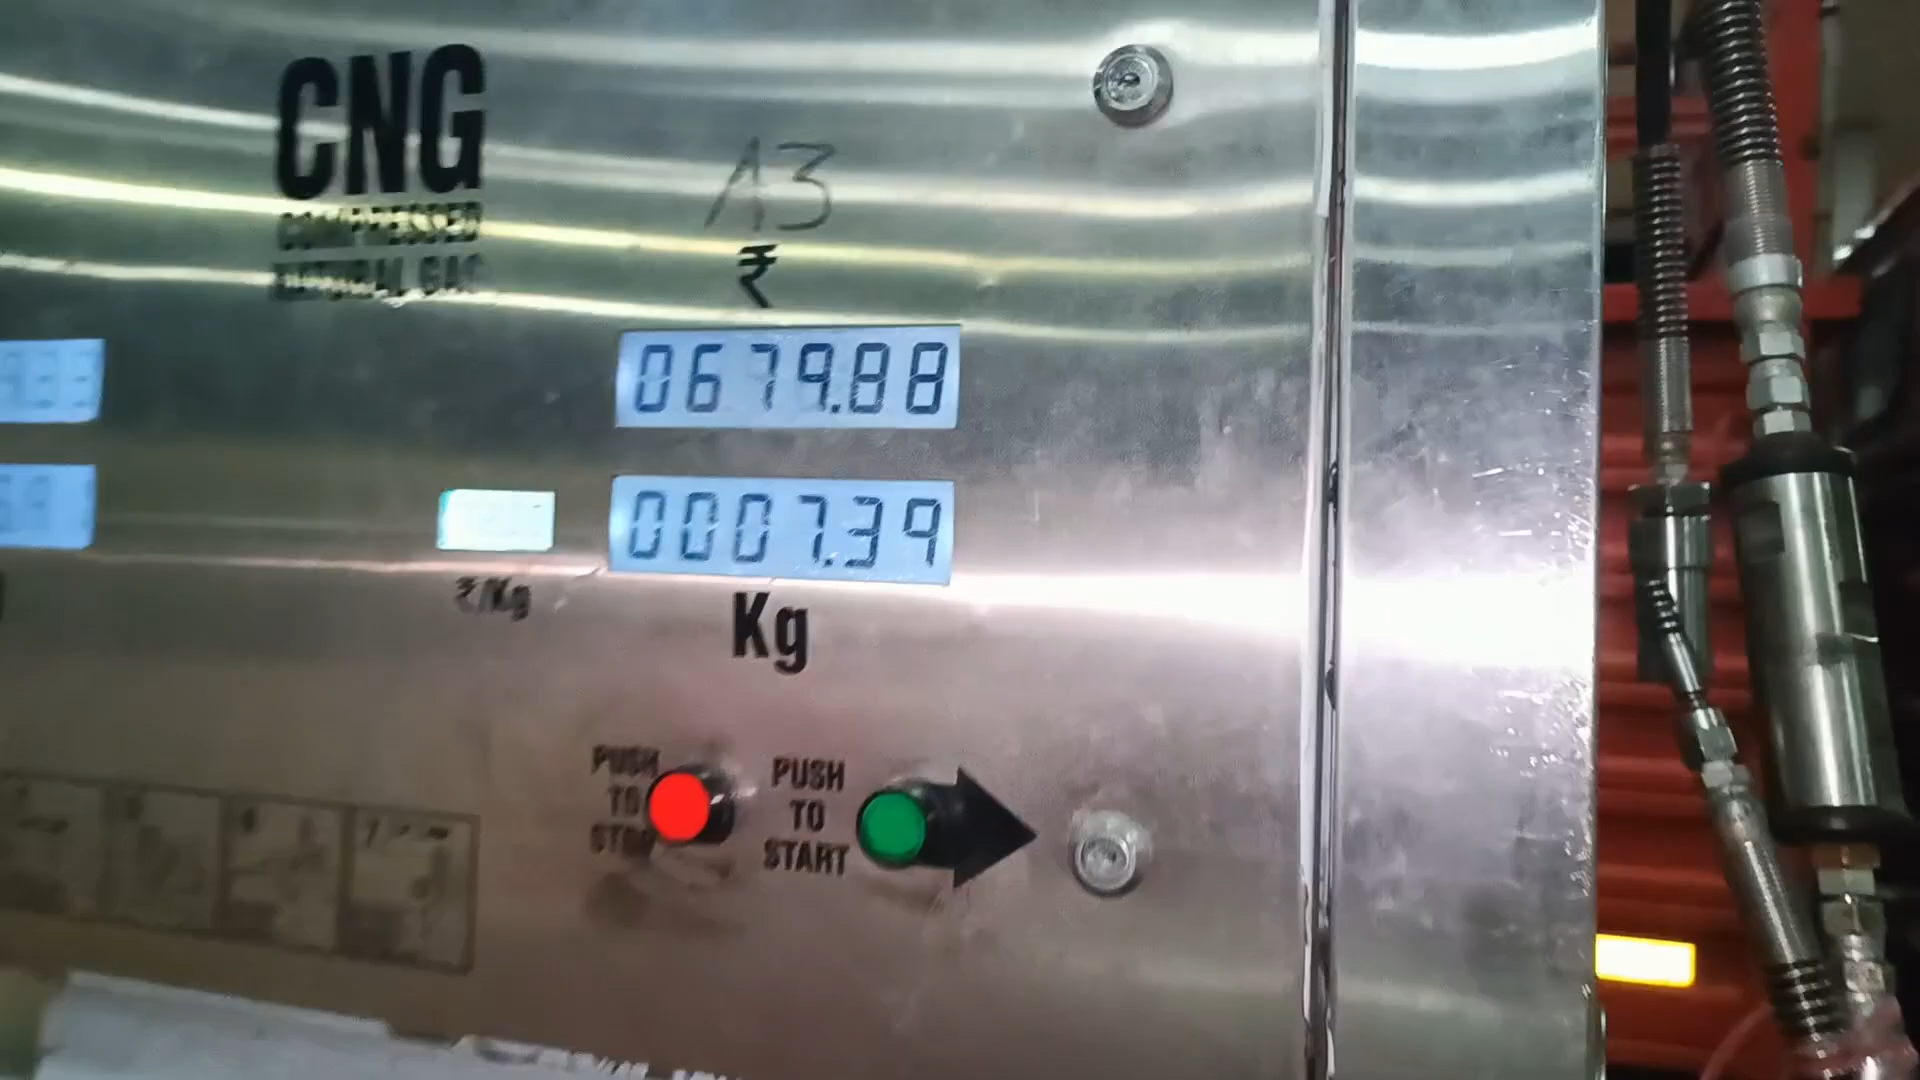 CNG
COMPRESSED
NATURAL GAS
A3
₹
0679.88
0007.39
₹/Kg
Kg
PUSH
TO
STOP
PUSH
TO
START